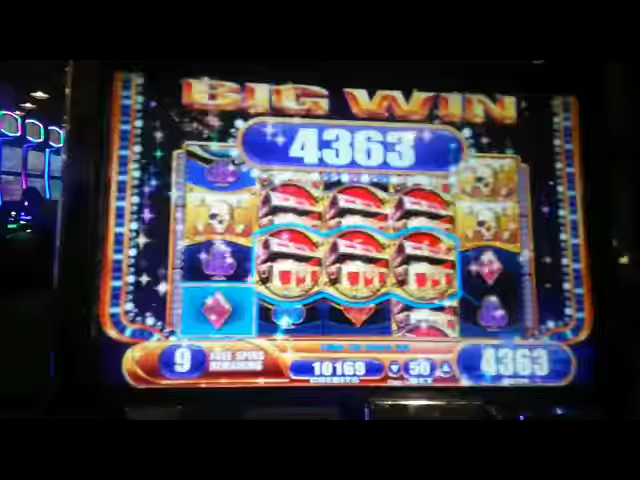 BIG WIN
4363
9 FREE SPINS REMAINING
10169 50 4363
CREDITS BET